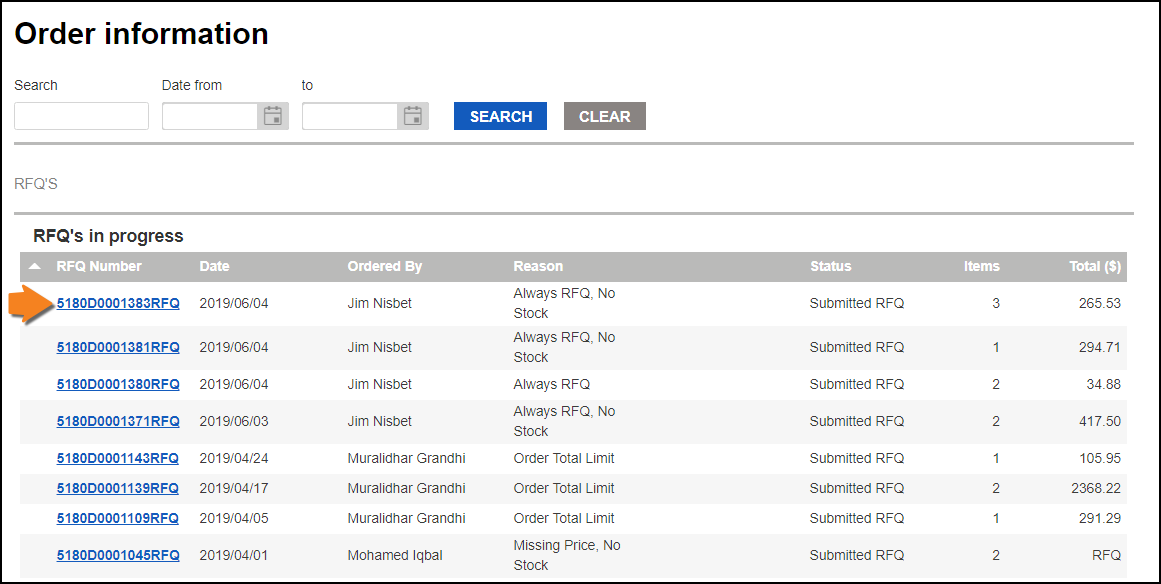 Order information
Search Date from to
SEARCH CLEAR
RFQ'S
RFQ's in progress
RFQ Number Date Ordered By Reason Status Items Total ($)
5180D0001383RFQ 2019/06/04 Jim Nisbet Always RFQ, No Stock Submitted RFQ 3 265.53
5180D0001381RFQ 2019/06/04 Jim Nisbet Always RFQ, No Stock Submitted RFQ 1 294.71
5180D0001380RFQ 2019/06/04 Jim Nisbet Always RFQ Submitted RFQ 2 34.88
5180D0001371RFQ 2019/06/03 Jim Nisbet Always RFQ, No Stock Submitted RFQ 2 417.50
5180D0001143RFQ 2019/04/24 Muralidhar Grandhi Order Total Limit Submitted RFQ 1 105.95
5180D0001139RFQ 2019/04/17 Muralidhar Grandhi Order Total Limit Submitted RFQ 2 2368.22
5180D0001109RFQ 2019/04/05 Muralidhar Grandhi Order Total Limit Submitted RFQ 1 291.29
5180D0001045RFQ 2019/04/01 Mohamed Iqbal Missing Price, No Stock Submitted RFQ 2 RFQ